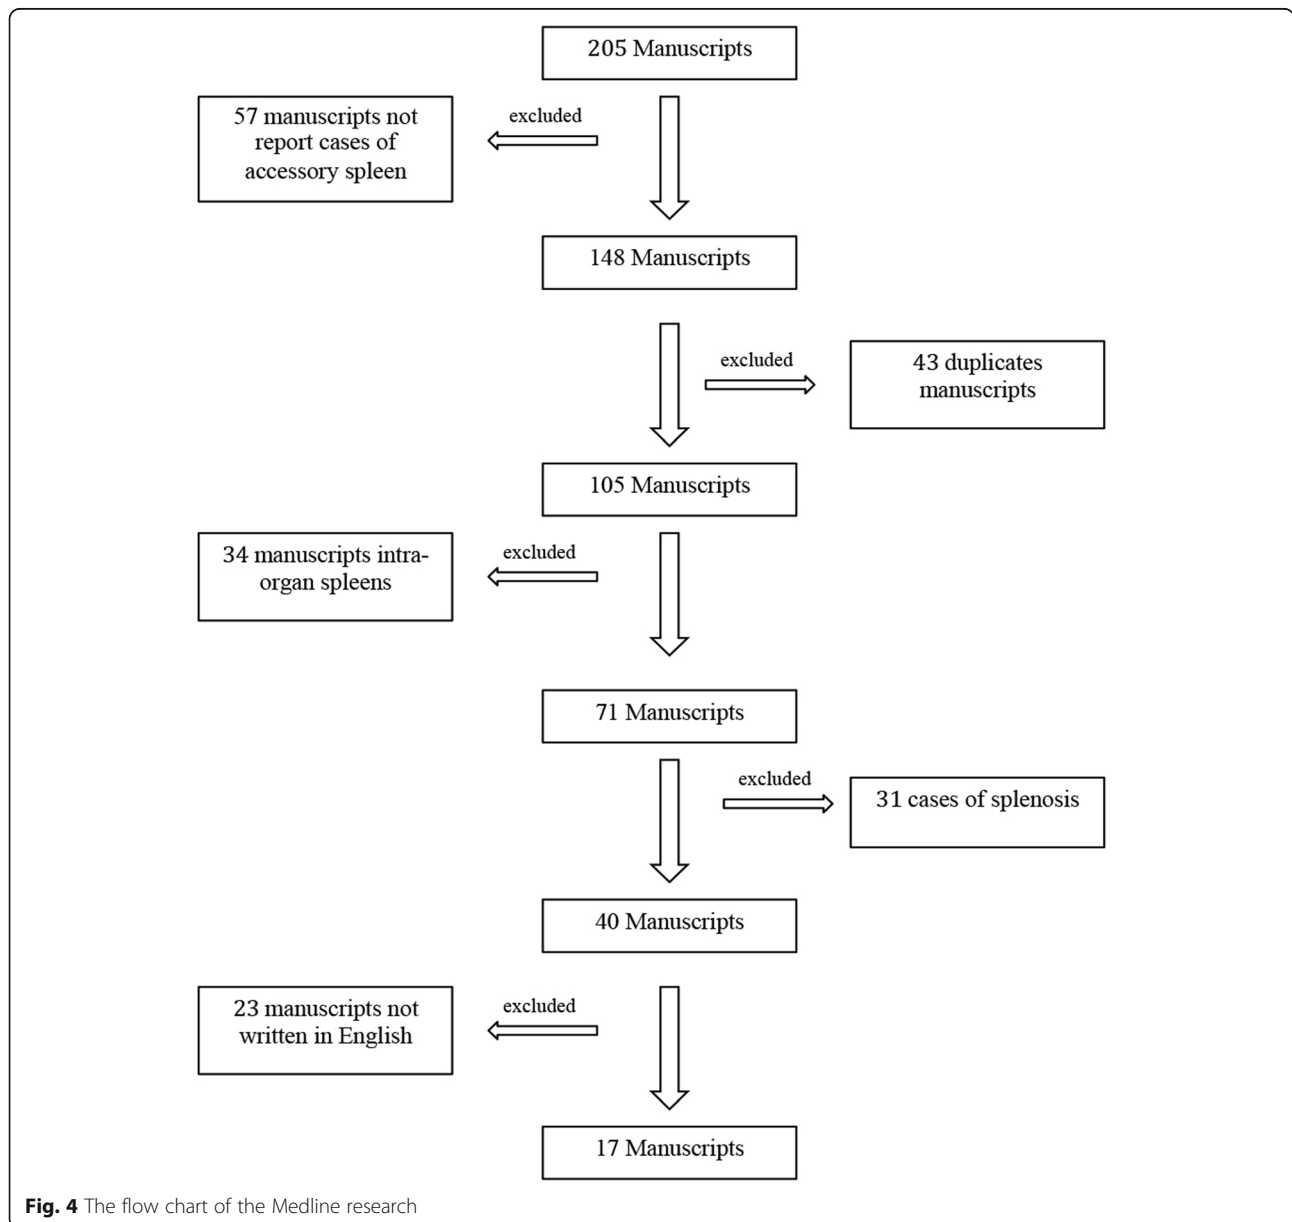 205 Manuscripts
excluded
57 manuscripts not
report cases of
accessory spleen
148 Manuscripts
excluded
43 duplicates
manuscripts
105 Manuscripts
excluded
34 manuscripts intra-
organ spleens
71 Manuscripts
excluded
31 cases of splenosis
40 Manuscripts
excluded
23 manuscripts not
written in English
17 Manuscripts
Fig. 4 The flow chart of the Medline research